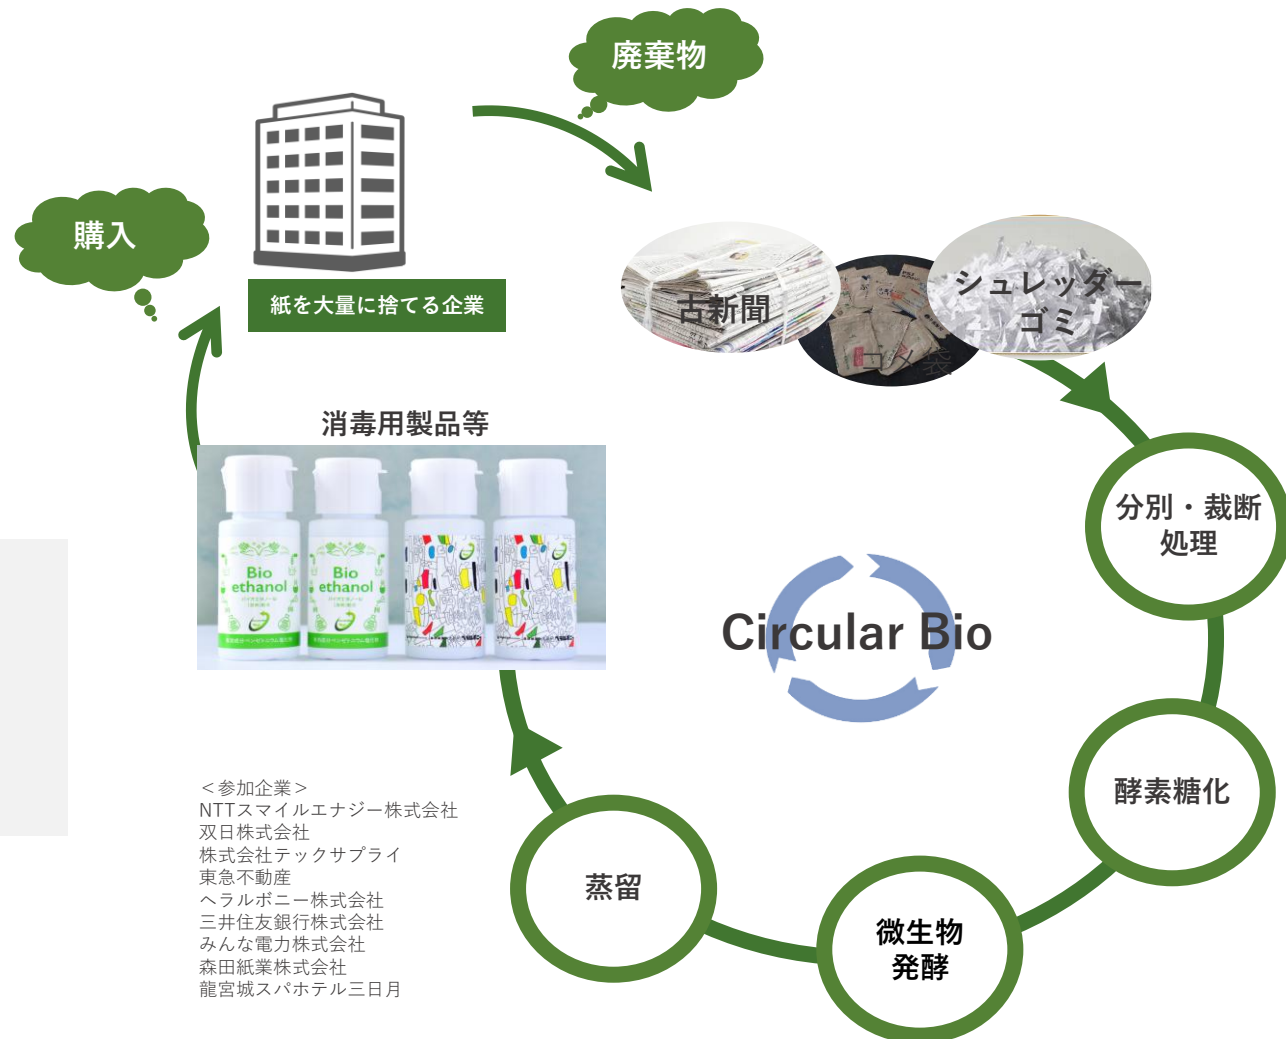 廃棄物
購入
紙を大量に捨てる企業
古新聞
コメ袋
シュレッダー
ゴミ
消毒用製品等
Bio
ethanol
Bio
ethanol
分別・裁断
処理
Circular Bio
酵素糖化
微生物
発酵
蒸留
＜参加企業＞
NTTスマイルエナジー株式会社
双日株式会社
株式会社テックサプライ
東急不動産
ヘラルボニー株式会社
三井住友銀行株式会社
みんな電力株式会社
森田紙業株式会社
龍宮城スパホテル三日月